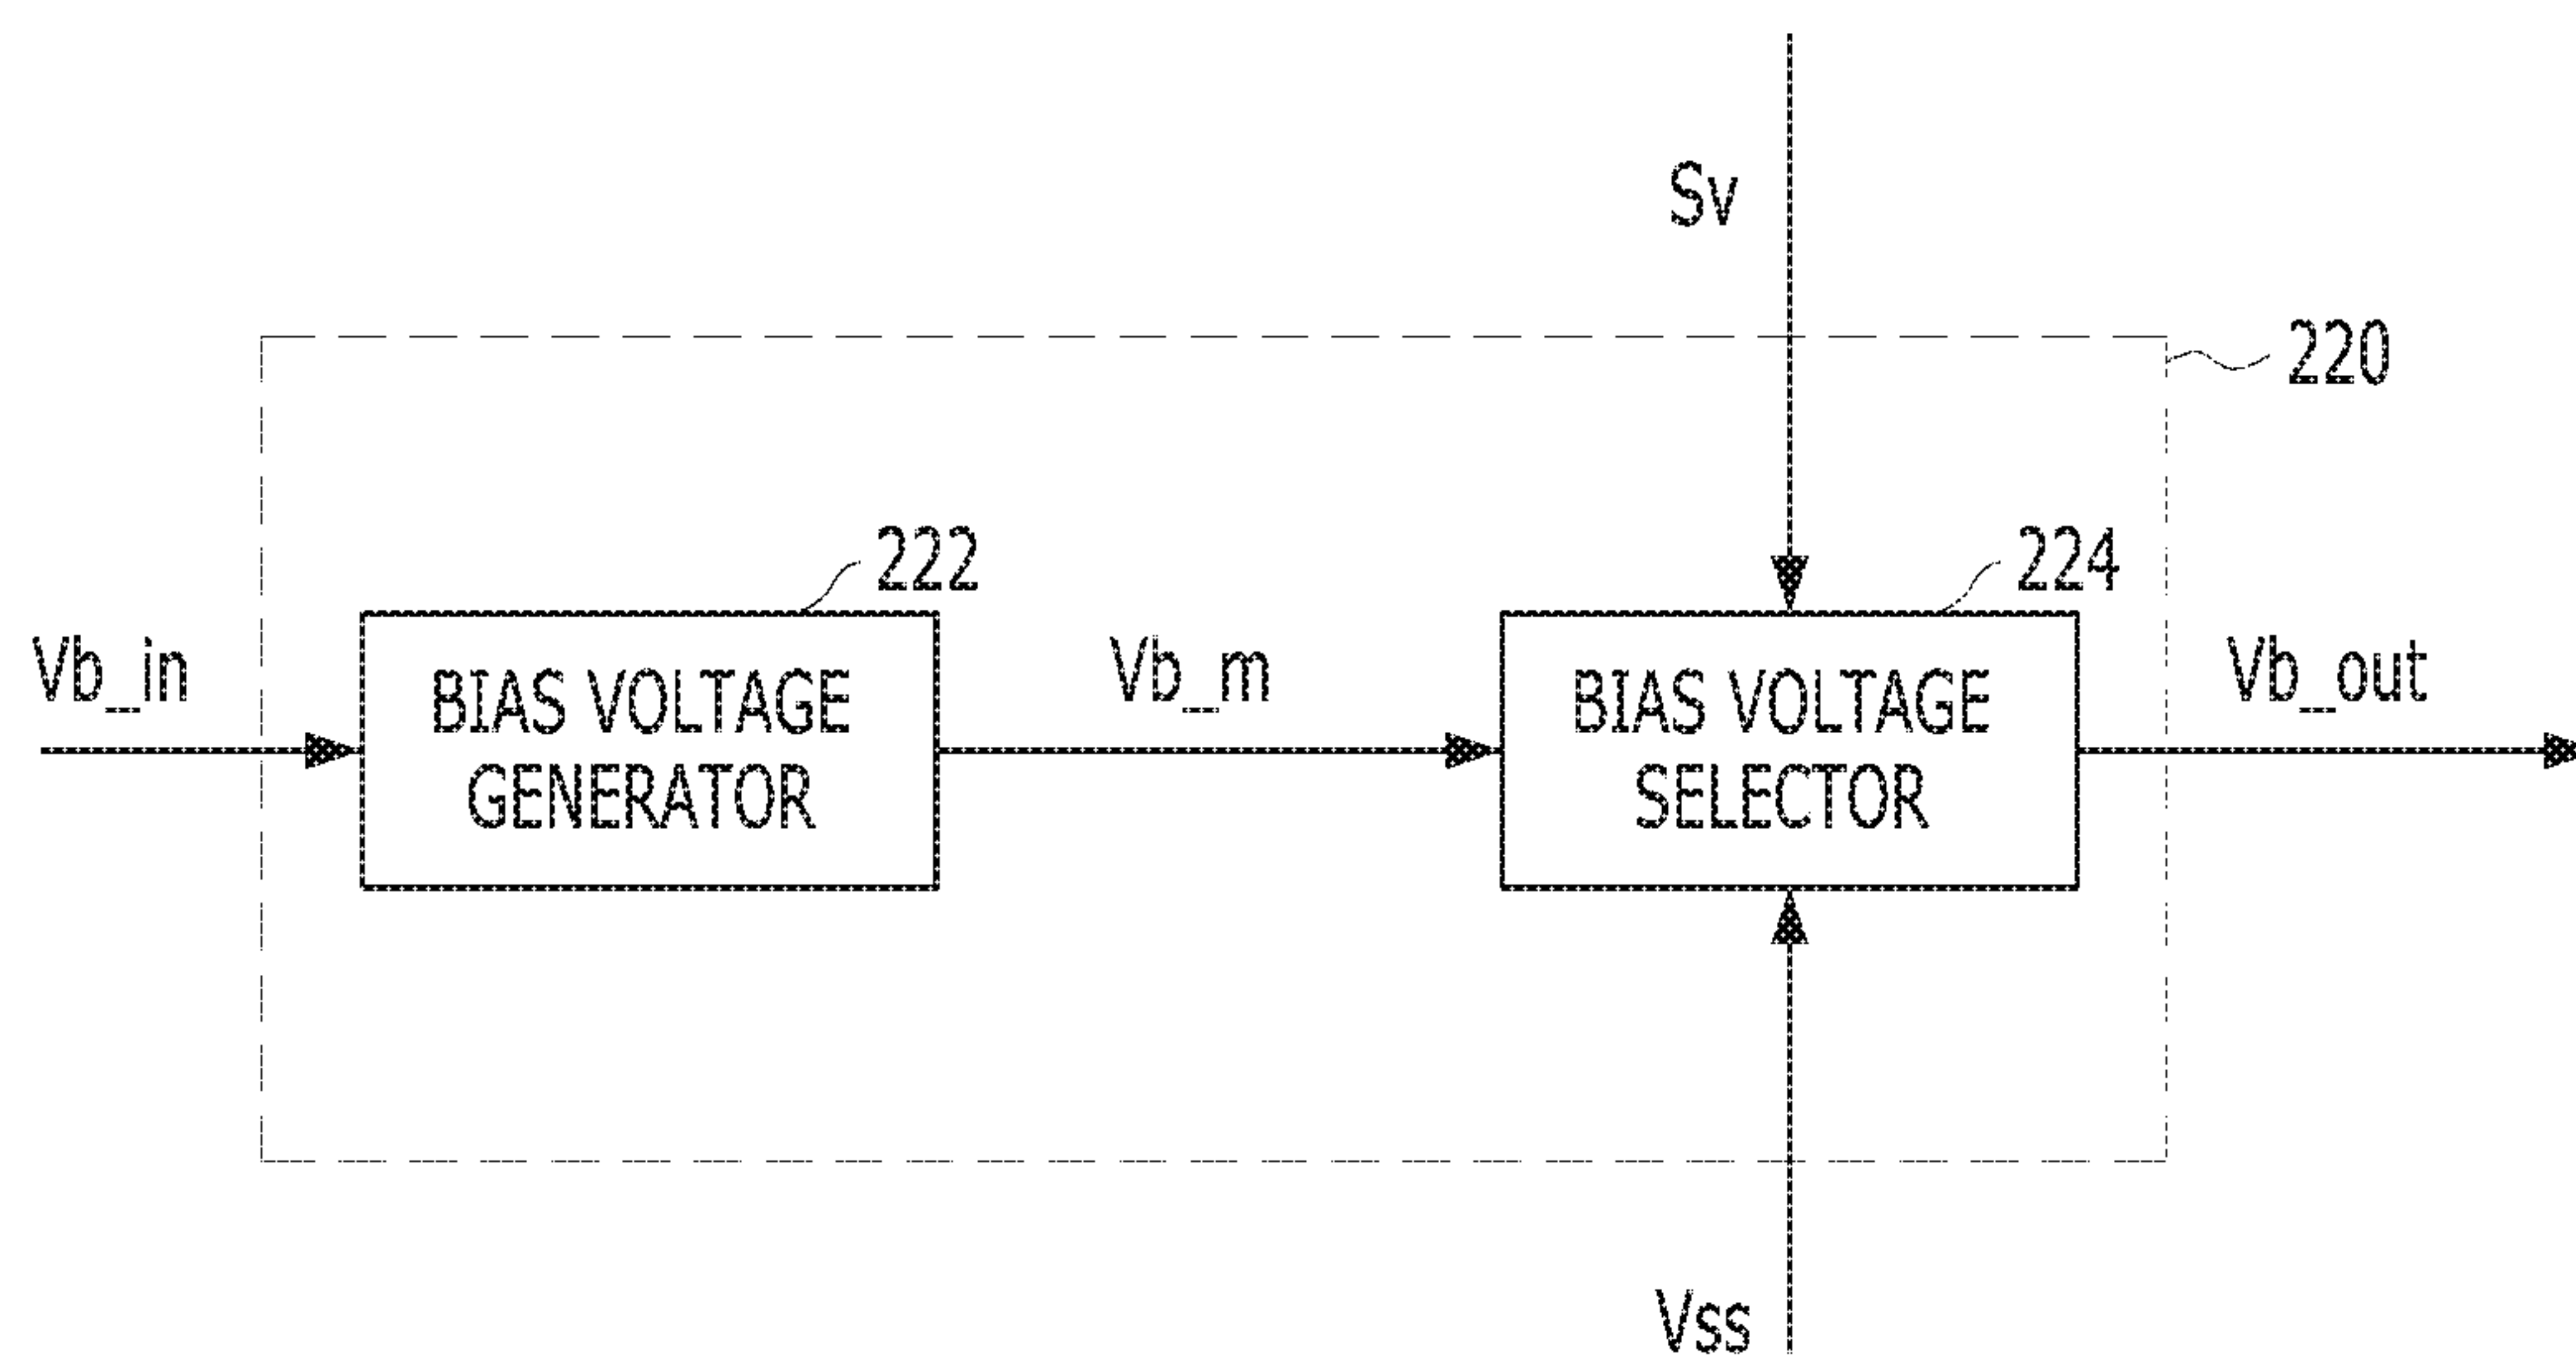 Sv
220
222
224
Vb_in
BIAS VOLTAGE
GENERATOR
Vb_m
BIAS VOLTAGE
SELECTOR
Vb_out
Vss